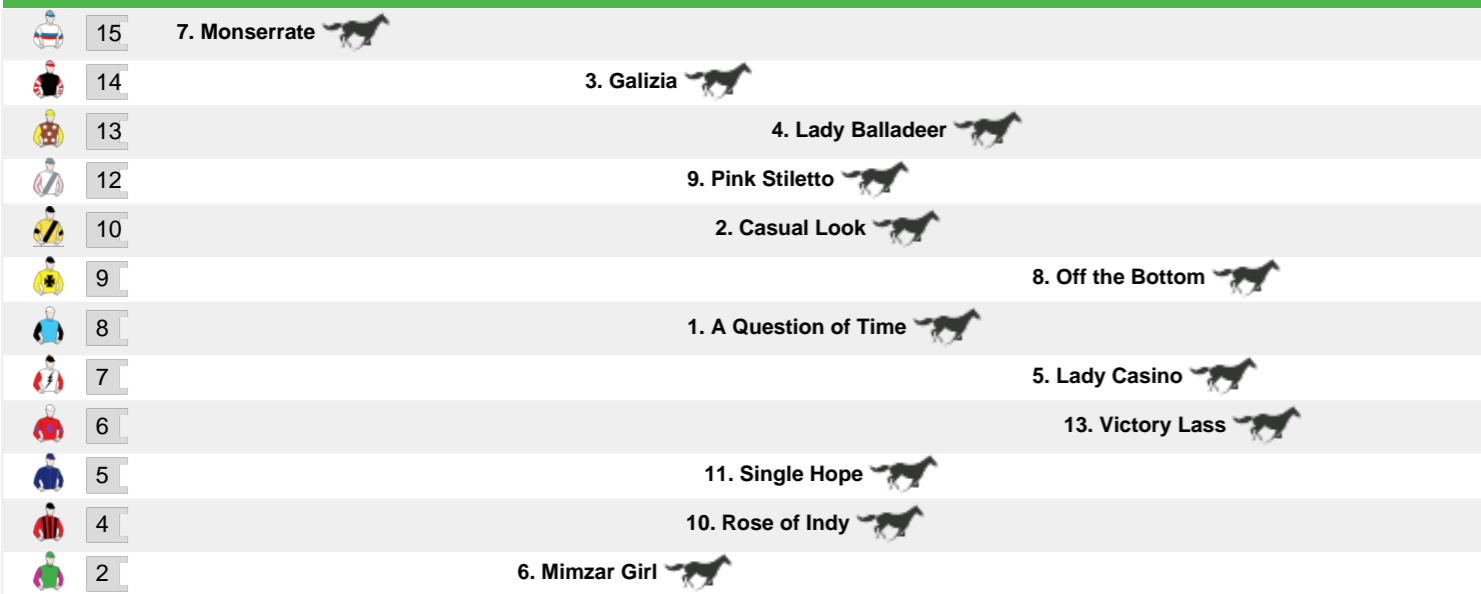 15 7. Monserrate
14 3. Galizia
13 4. Lady Balladeer
12 9. Pink Stiletto
10 2. Casual Look
9 8. Off the Bottom
8 1. A Question of Time
7 5. Lady Casino
6 13. Victory Lass
5 11. Single Hope
4 10. Rose of Indy
2 6. Mimzar Girl